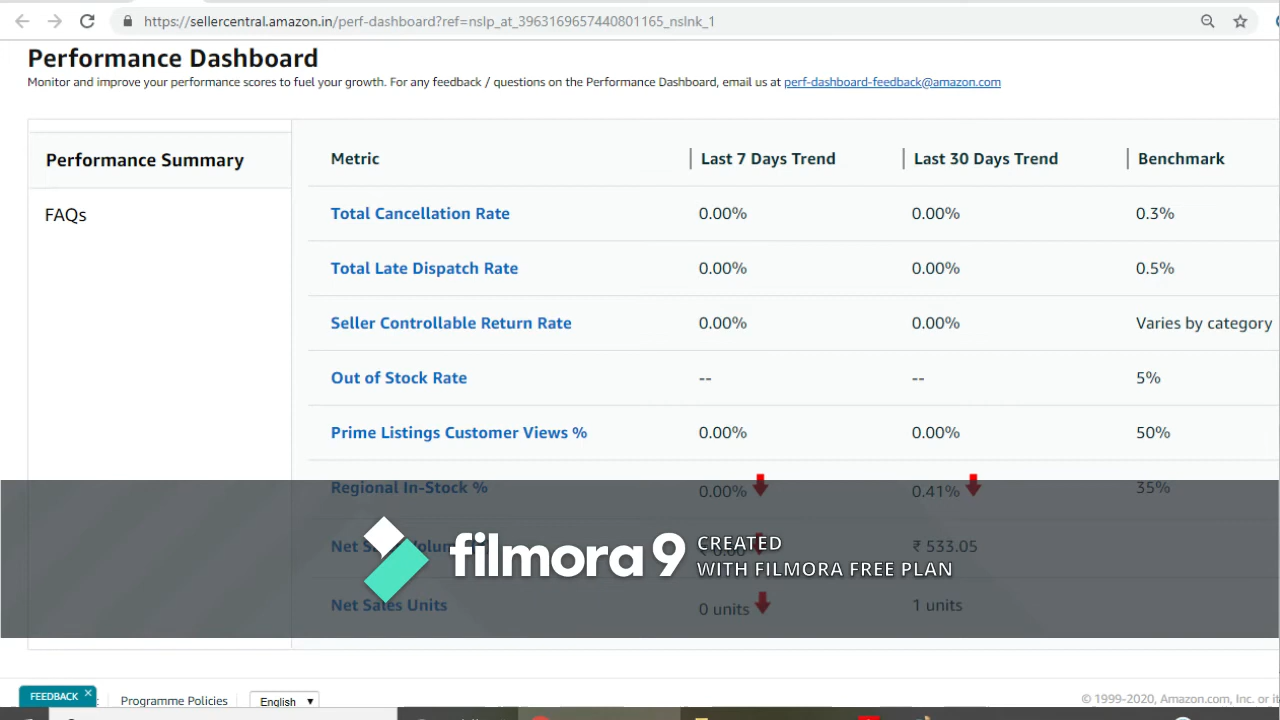 https://sellercentral.amazon.in/perf-dashboard?ref=nslp_at_3963169657440801165_nslnk_1
Performance Dashboard
Monitor and improve your performance scores to fuel your growth. For any feedback / questions on the Performance Dashboard, email us at perf-dashboard-feedback@amazon.com
Performance Summary
FAQs
Metric Last 7 Days Trend Last 30 Days Trend Benchmark
Total Cancellation Rate 0.00% 0.00% 0.3%
Total Late Dispatch Rate 0.00% 0.00% 0.5%
Seller Controllable Return Rate 0.00% 0.00% Varies by category
Out of Stock Rate -- -- 5%
Prime Listings Customer Views % 0.00% 0.00% 50%
Regional In-Stock % 0.00% 0.41% 35%
Net ₹ 533.05
filmora 9 CREATED
WITH FILMORA FREE PLAN
Net Sales Units 0 units 1 units
FEEDBACK × Programme Policies English
© 1999-2020, Amazon.com, Inc. or